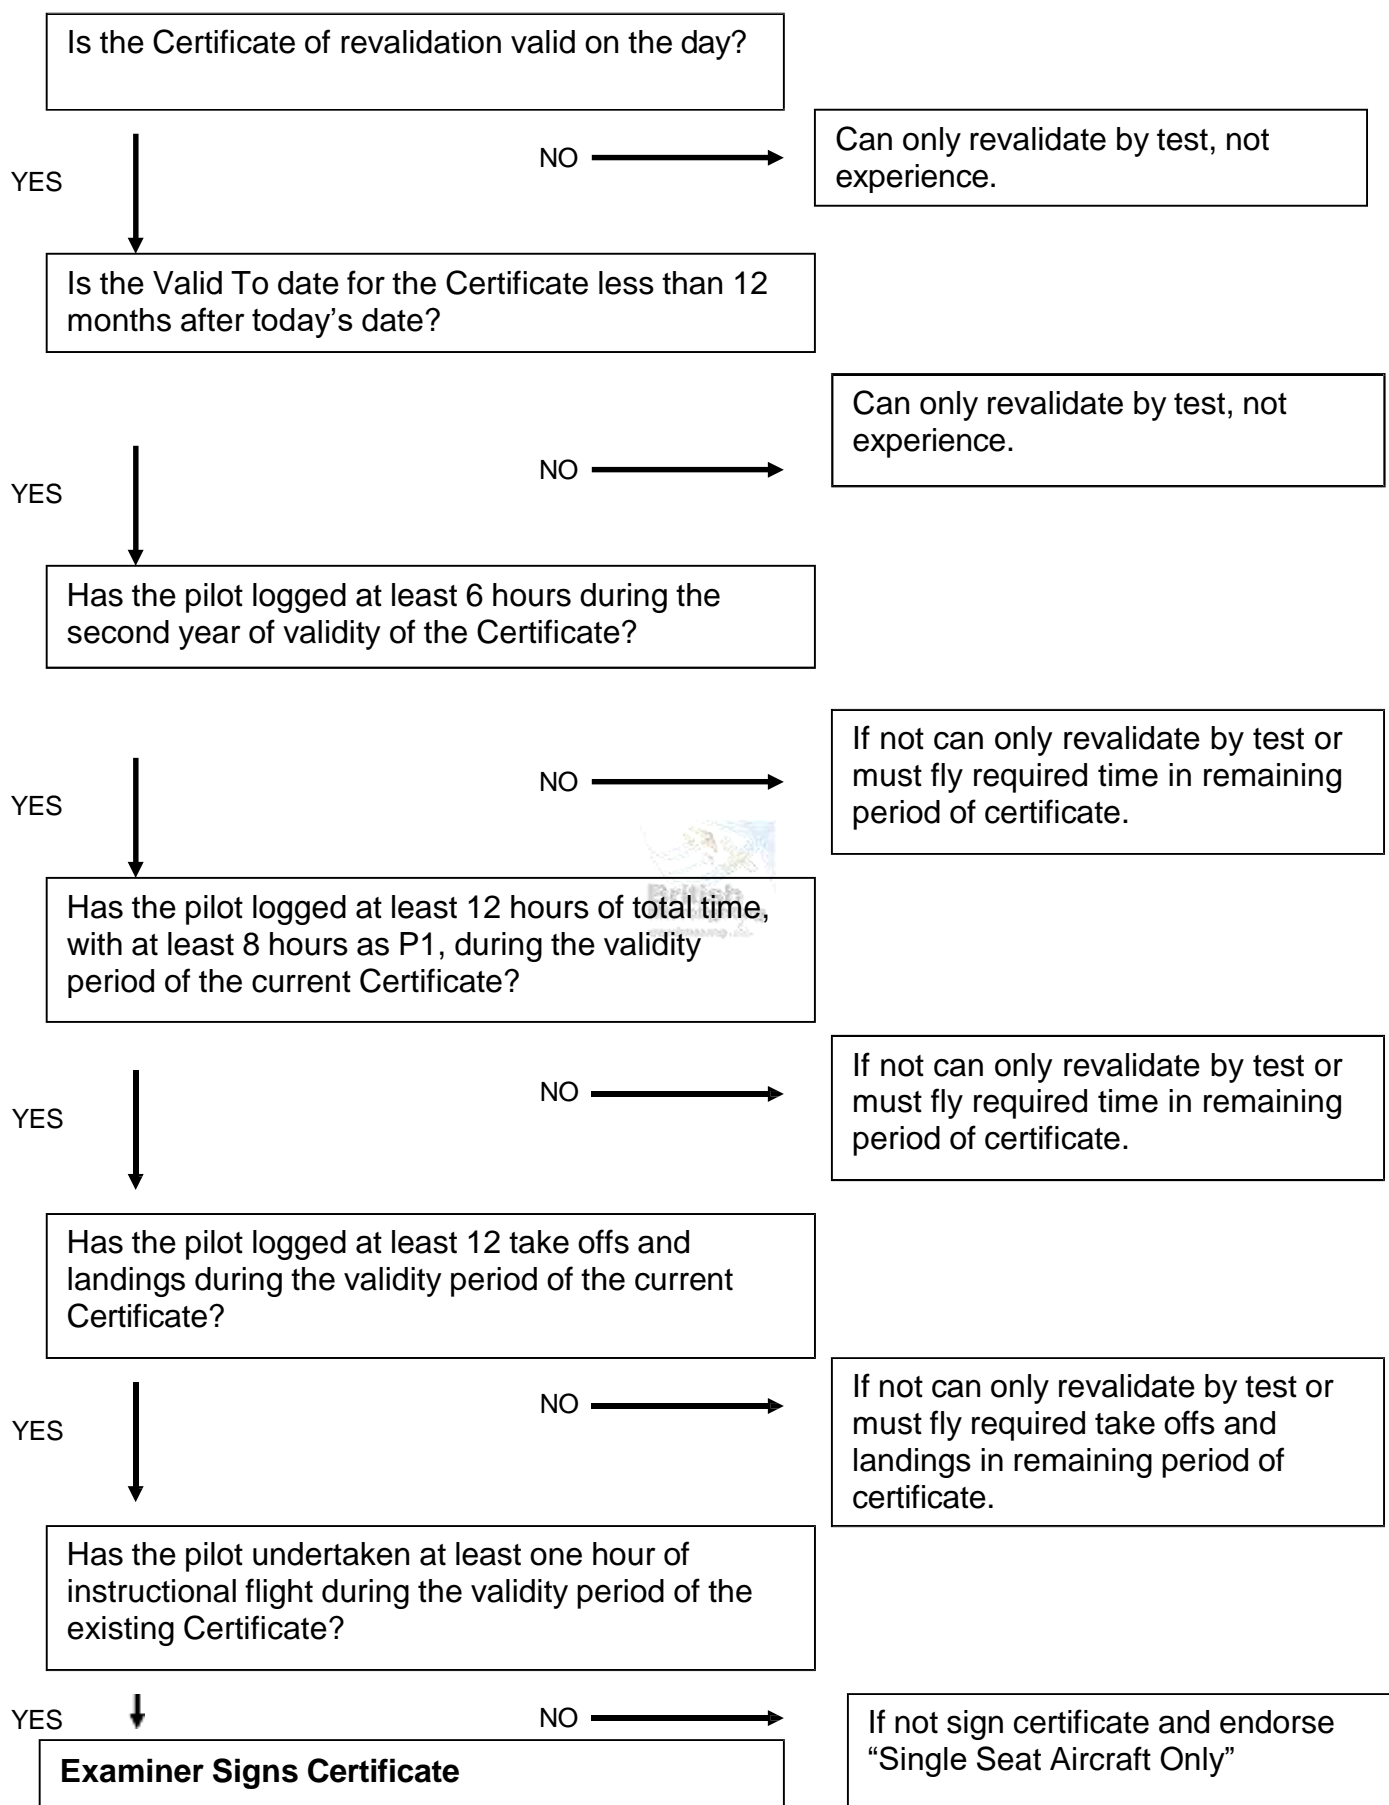 Is the Certificate of revalidation valid on the day?
YES
NO
Can only revalidate by test, not
experience.
Is the Valid To date for the Certificate less than 12
months after today’s date?
YES
NO
Can only revalidate by test, not
experience.
Has the pilot logged at least 6 hours during the
second year of validity of the Certificate?
YES
NO
If not can only revalidate by test or
must fly required time in remaining
period of certificate.
British
Has the pilot logged at least 12 hours of total time,
with at least 8 hours as P1, during the validity
period of the current Certificate?
YES
NO
If not can only revalidate by test or
must fly required time in remaining
period of certificate.
Has the pilot logged at least 12 take offs and
landings during the validity period of the current
Certificate?
YES
NO
If not can only revalidate by test or
must fly required take offs and
landings in remaining period of
certificate.
Has the pilot undertaken at least one hour of
instructional flight during the validity period of the
existing Certificate?
YES
NO
If not sign certificate and endorse
“Single Seat Aircraft Only”
Examiner Signs Certificate